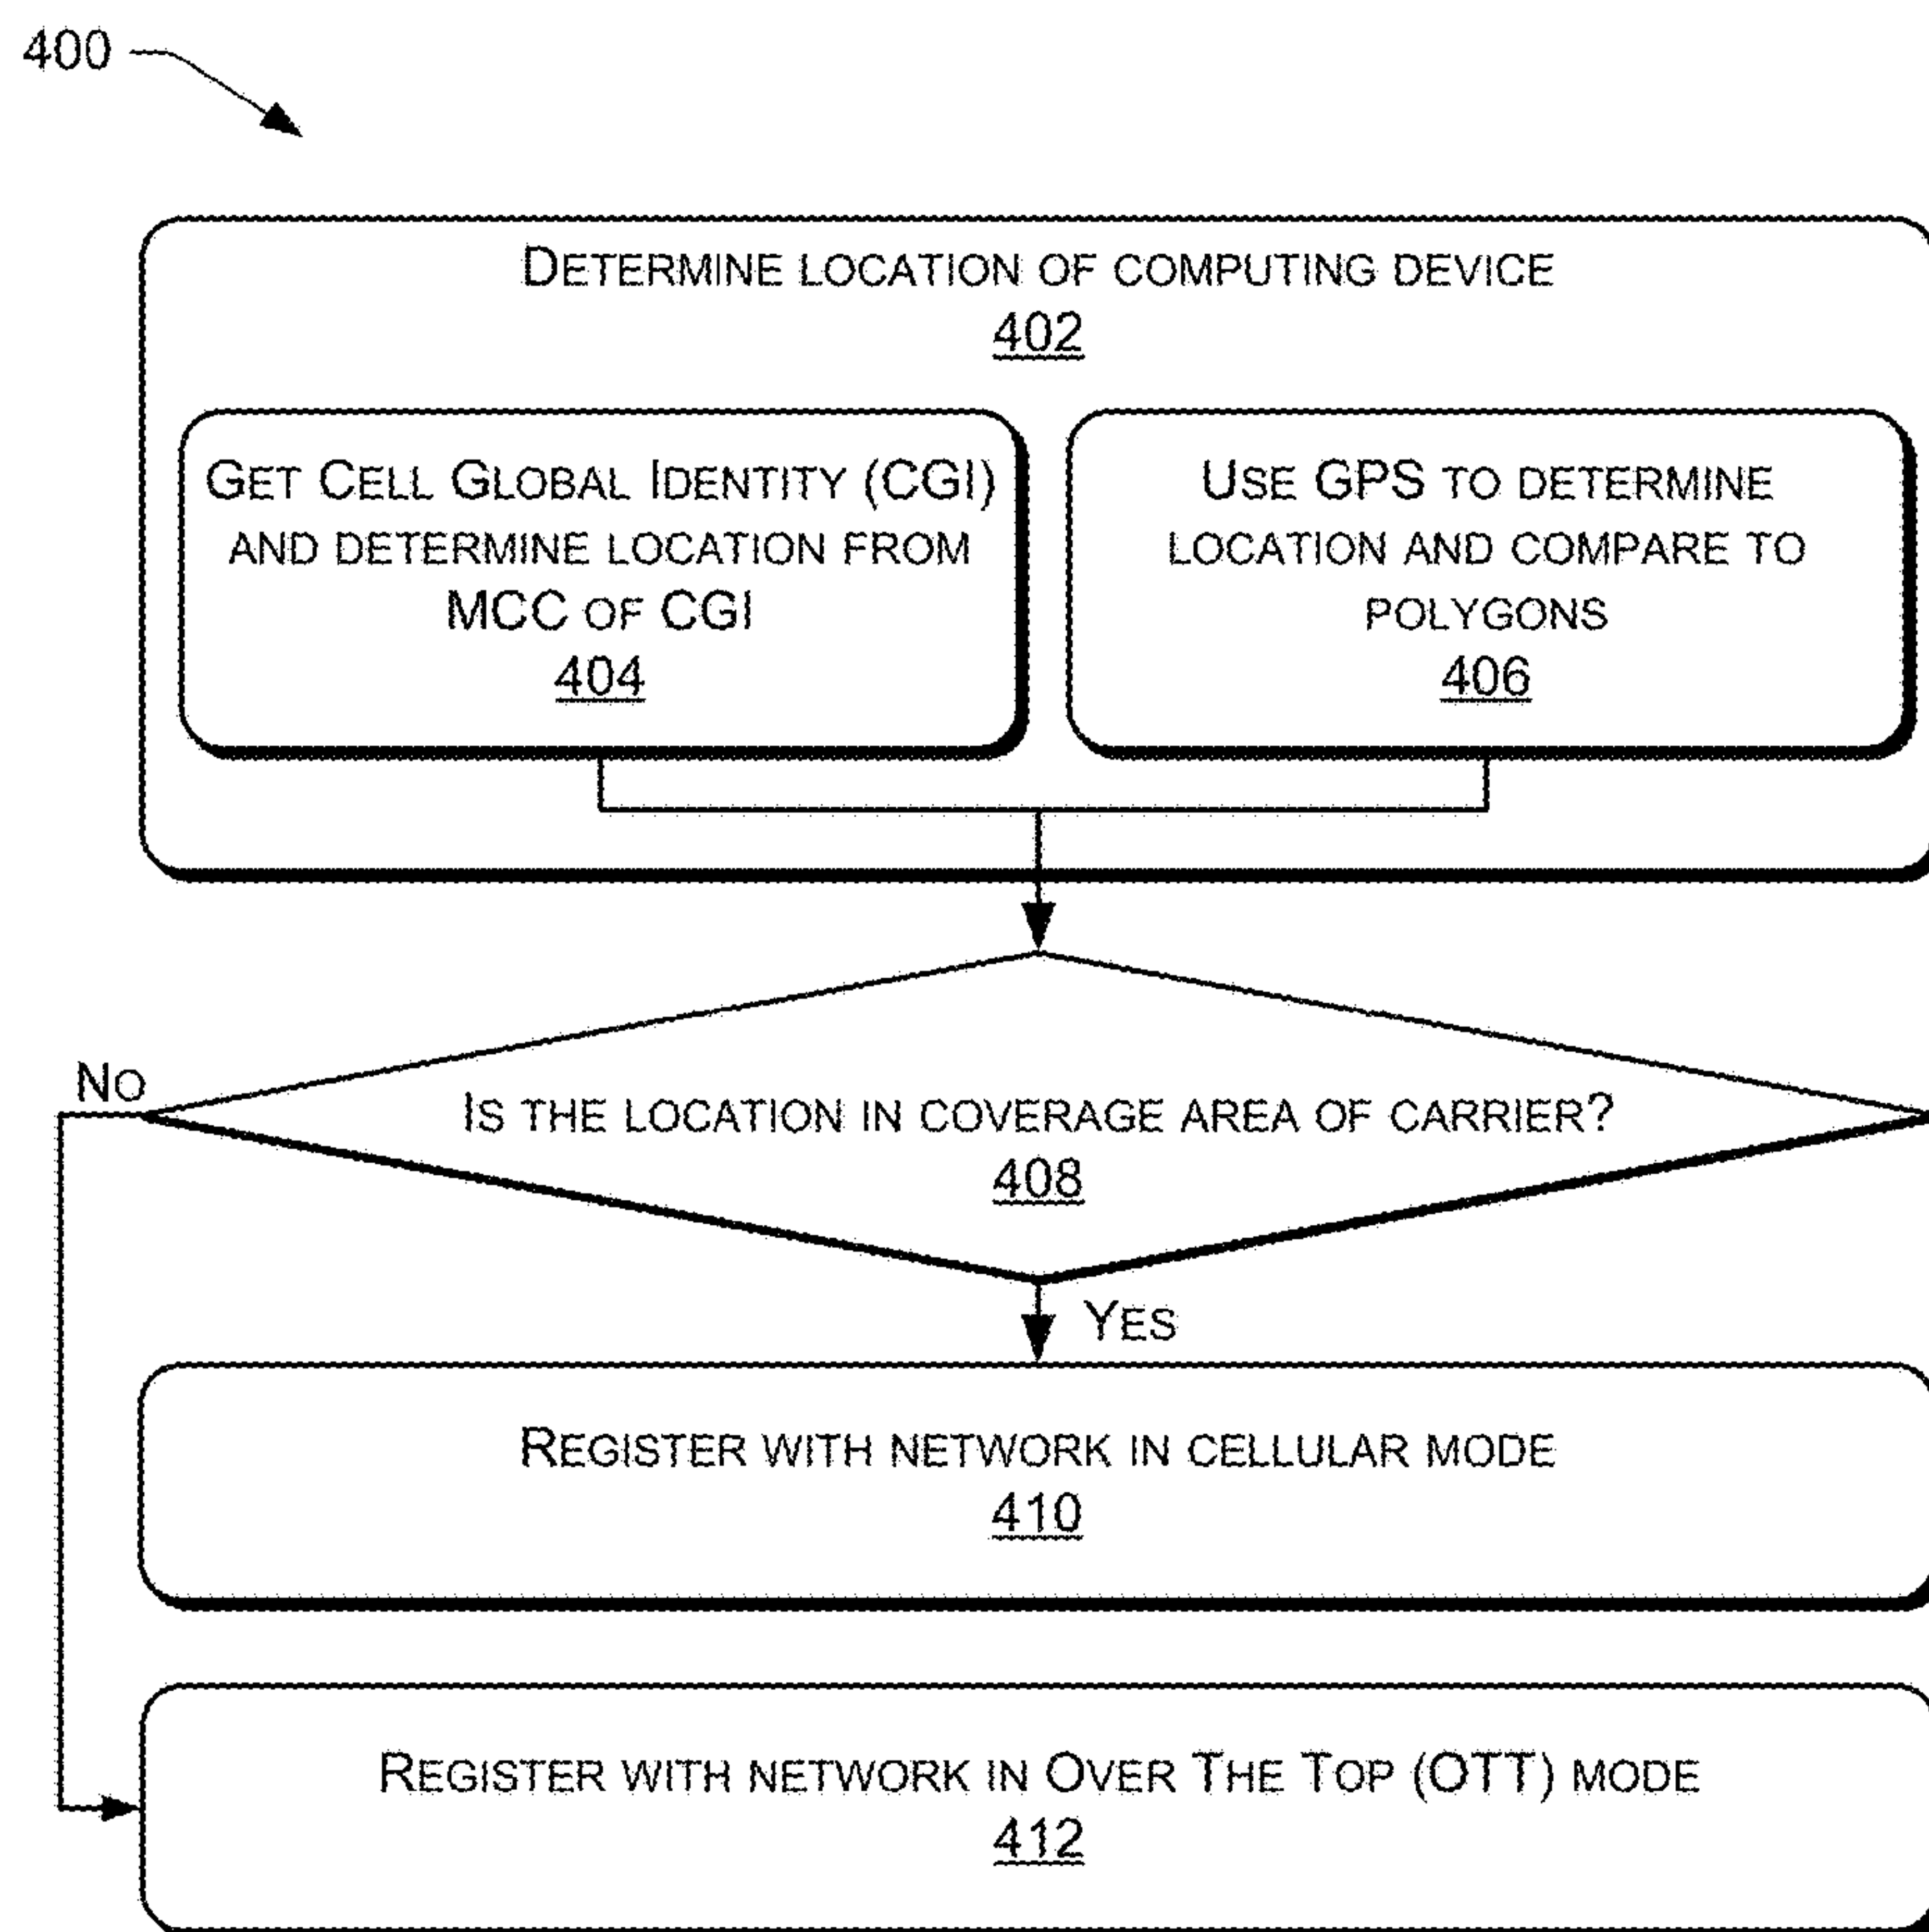 400
DETERMINE LOCATION OF COMPUTING DEVICE
402
GET CELL GLOBAL IDENTITY (CGI)
AND DETERMINE LOCATION FROM
MCC OF CGI
404
USE GPS TO DETERMINE
LOCATION AND COMPARE TO
POLYGONS
406
NO
IS THE LOCATION IN COVERAGE AREA OF CARRIER?
408
YES
REGISTER WITH NETWORK IN CELLULAR MODE
410
REGISTER WITH NETWORK IN OVER THE TOP (OTT) MODE
412